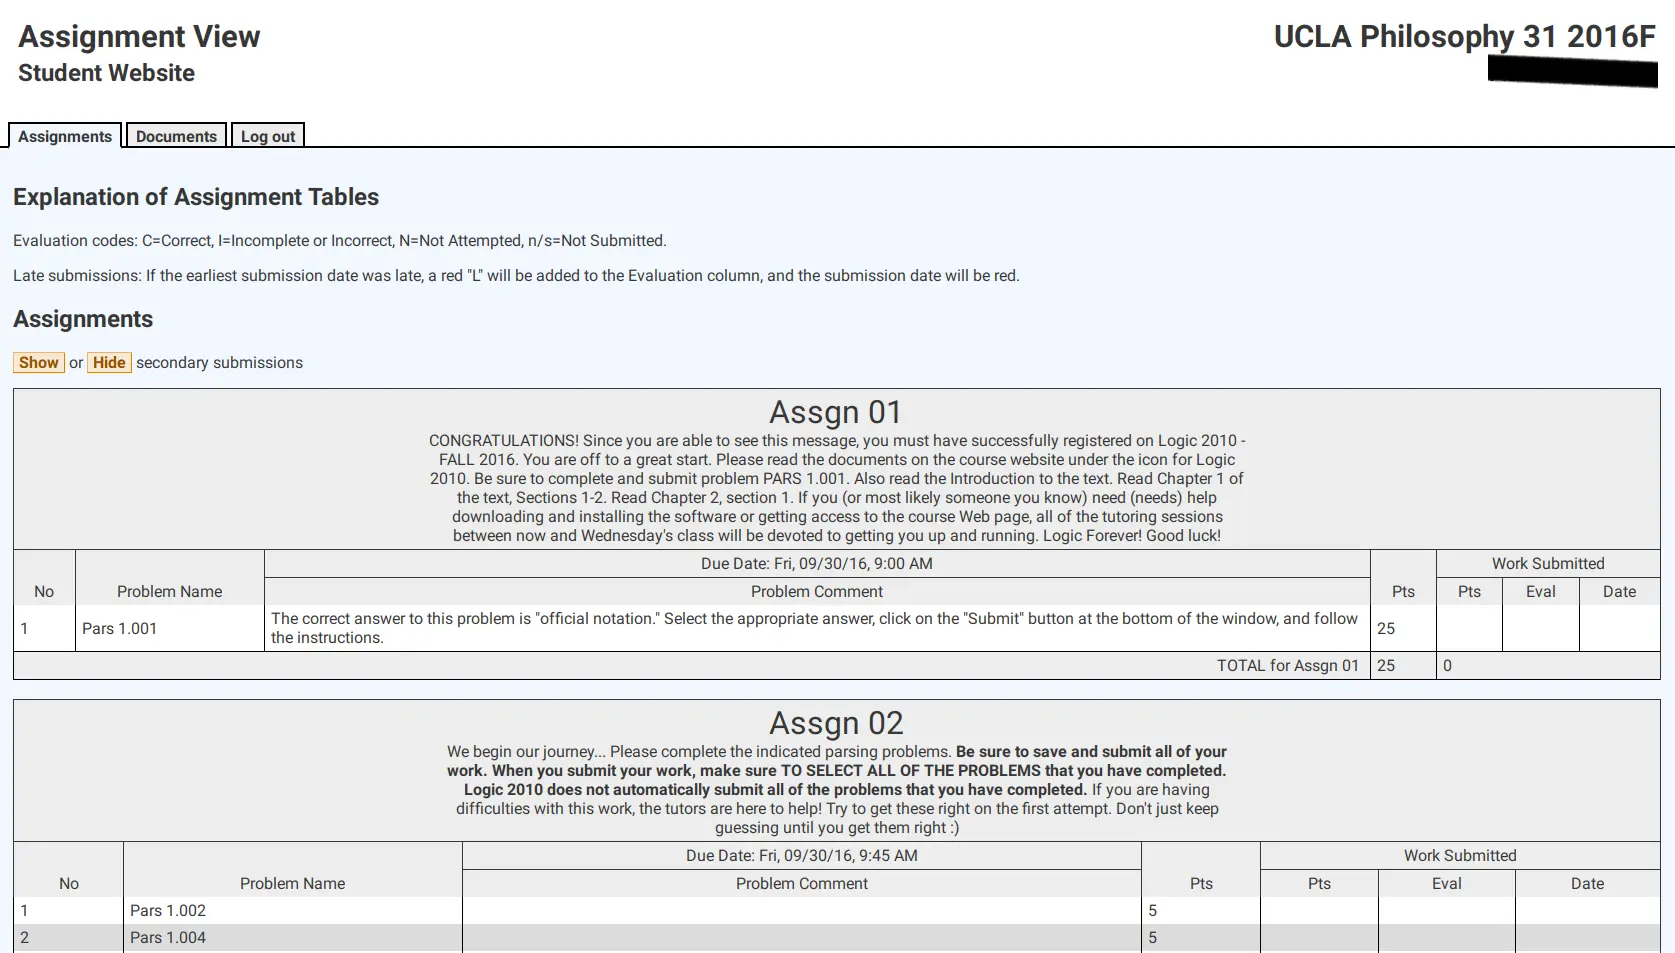 Assignment View
UCLA Philosophy 31 2016F
Student Website
Assignments Documents Log out
Explanation of Assignment Tables
Evaluation codes: C=Correct, I=Incomplete or Incorrect, N=Not Attempted, n/s=Not Submitted.
Late submissions: If the earliest submission date was late, a red "L" will be added to the Evaluation column, and the submission date will be red.
Assignments
Show or Hide secondary submissions
Assgn 01
CONGRATULATIONS! Since you are able to see this message, you must have successfully registered on Logic 2010 -
FALL 2016. You are off to a great start. Please read the documents on the course website under the icon for Logic
2010. Be sure to complete and submit problem PARS 1.001. Also read the Introduction to the text. Read Chapter 1 of
the text, Sections 1-2. Read Chapter 2, section 1. If you (or most likely someone you know) need (needs) help
downloading and installing the software or getting access to the course Web page, all of the tutoring sessions
between now and Wednesday's class will be devoted to getting you up and running. Logic Forever! Good luck!
Due Date: Fri, 09/30/16, 9:00 AM Work Submitted
No Problem Name Problem Comment Pts Pts Eval Date
The correct answer to this problem is "official notation." Select the appropriate answer, click on the "Submit" button at the bottom of the window, and follow
1 Pars 1.001 25
the instructions.
TOTAL for Assgn 01 25 0
Assgn 02
We begin our journey... Please complete the indicated parsing problems. Be sure to save and submit all of your
work. When you submit your work, make sure TO SELECT ALL OF THE PROBLEMS that you have completed.
Logic 2010 does not automatically submit all of the problems that you have completed. If you are having
difficulties with this work, the tutors are here to help! Try to get these right on the first attempt. Don't just keep
guessing until you get them right :)
Due Date: Fri, 09/30/16, 9:45 AM Work Submitted
No Problem Name Problem Comment Pts Pts Eval Date
1 Pars 1.002 5
2 Pars 1.004 5